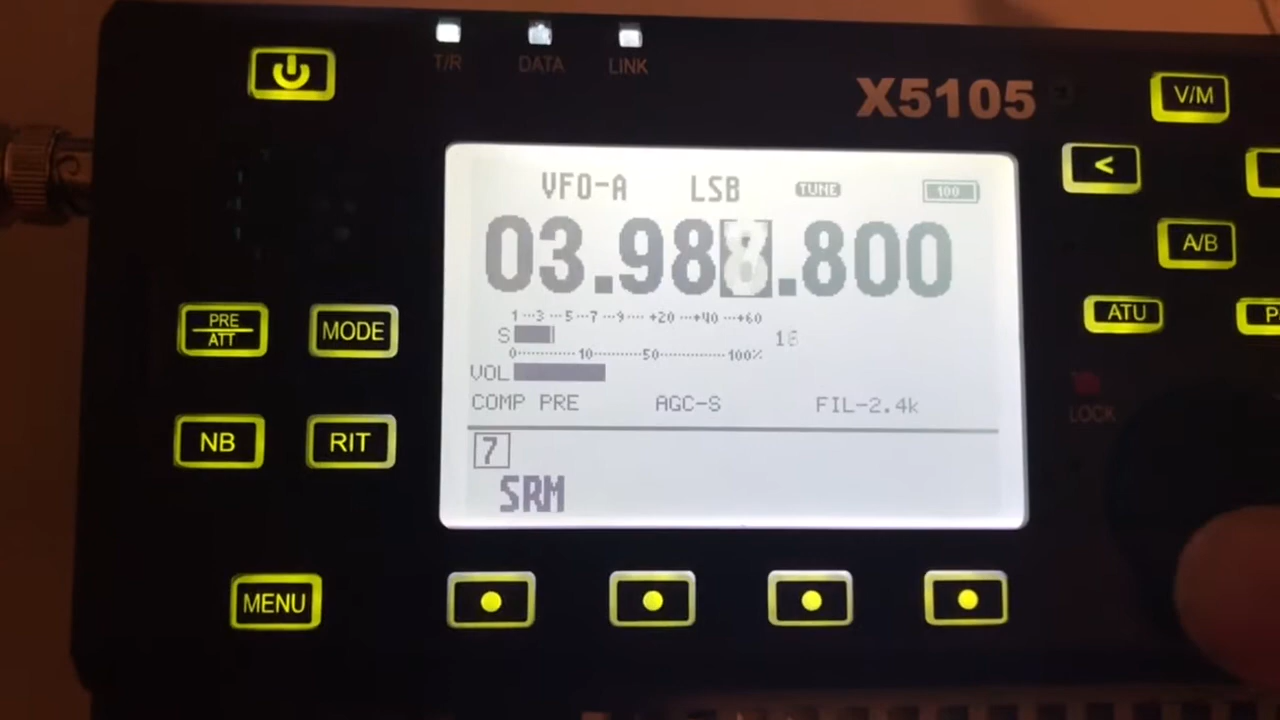 T/R DATA LINK
X5105
V/M
VFO-A LSB TUNE 100
<
03.988.800
A/B
1···3···5··7···9··· +20 ···+40 ···+60
S
ATU
PRE
ATT
MODE
0··········10··········50···········100%
VOL
COMP PRE AGC-S FIL-2.4k
LOCK
NB RIT
7
SRM
MENU